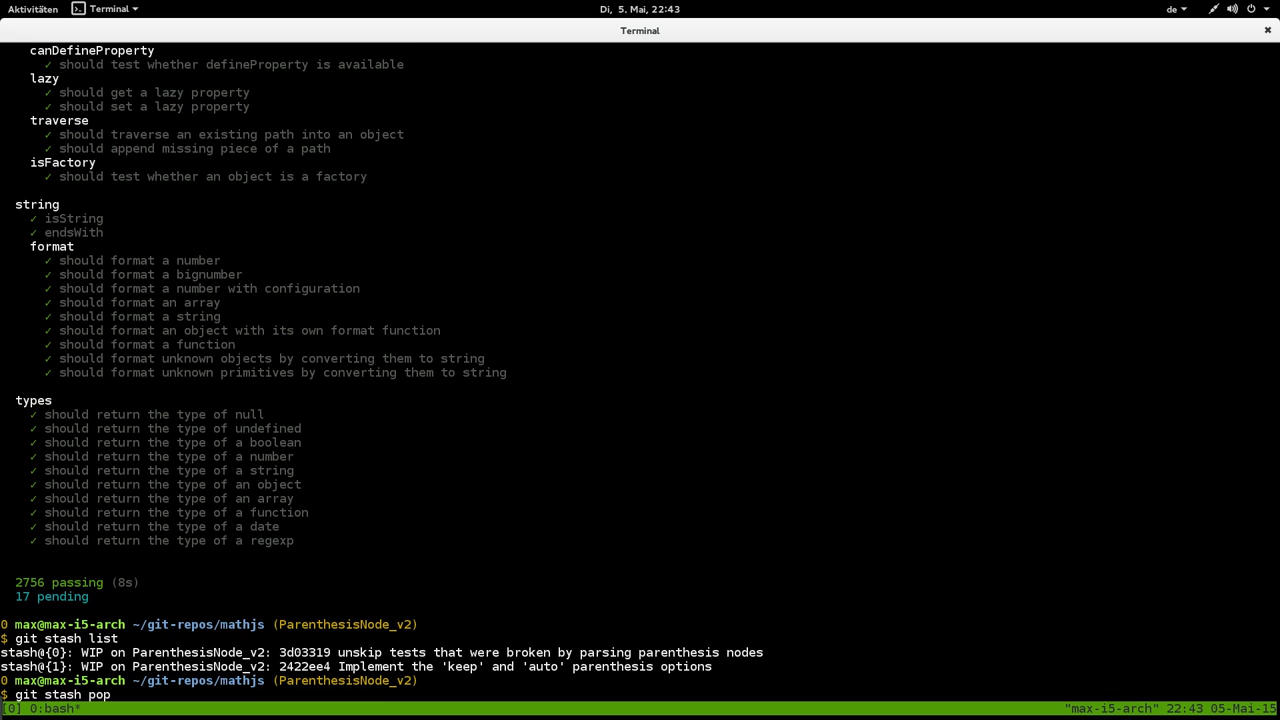 Aktivitäten Terminal Di, 5. Mai, 22:43 de
Terminal
canDefineProperty
✓ should test whether defineProperty is available
lazy
✓ should get a lazy property
✓ should set a lazy property
traverse
✓ should traverse an existing path into an object
✓ should append missing piece of a path
isFactory
✓ should test whether an object is a factory
string
✓ isString
✓ endsWith
format
✓ should format a number
✓ should format a bignumber
✓ should format a number with configuration
✓ should format an array
✓ should format a string
✓ should format an object with its own format function
✓ should format a function
✓ should format unknown objects by converting them to string
✓ should format unknown primitives by converting them to string
types
✓ should return the type of null
✓ should return the type of undefined
✓ should return the type of a boolean
✓ should return the type of a number
✓ should return the type of a string
✓ should return the type of an object
✓ should return the type of an array
✓ should return the type of a function
✓ should return the type of a date
✓ should return the type of a regexp
2756 passing (8s)
17 pending
0 max@max-i5-arch ~/git-repos/mathjs (ParenthesisNode_v2)
$ git stash list
stash@{0}: WIP on ParenthesisNode_v2: 3d03319 unskip tests that were broken by parsing parenthesis nodes
stash@{1}: WIP on ParenthesisNode_v2: 2422ee4 Implement the 'keep' and 'auto' parenthesis options
0 max@max-i5-arch ~/git-repos/mathjs (ParenthesisNode_v2)
$ git stash pop
[0] 0:bash* "max-i5-arch" 22:43 05-Mai-15